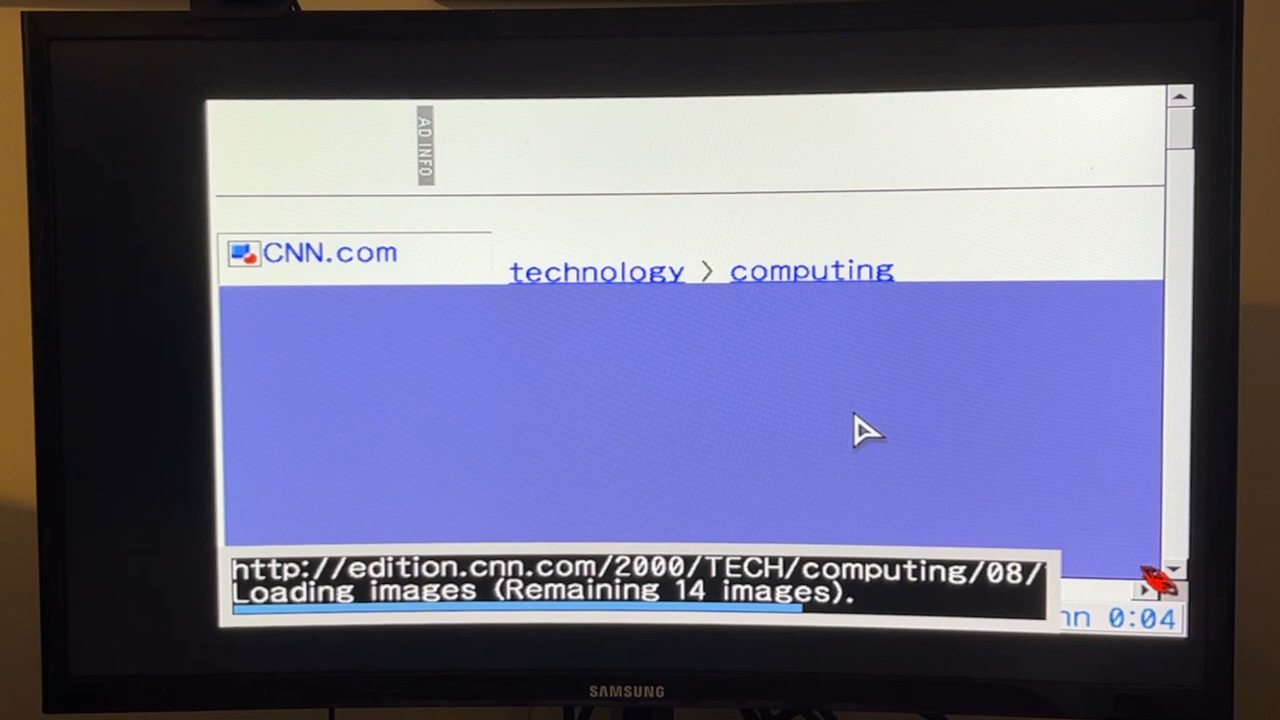 AD INFO
CNN.com
technology > computing
http://edition.cnn.com/2000/TECH/computing/08/
Loading images (Remaining 14 images).
0:04
SAMSUNG